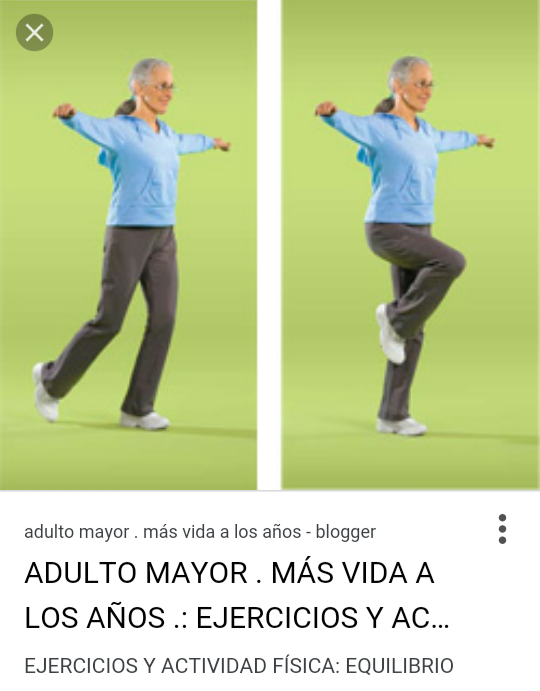 adulto mayor . más vida a los años - blogger
ADULTO MAYOR . MÁS VIDA A
LOS AÑOS .: EJERCICIOS Y AC...
EJERCICIOS Y ACTIVIDAD FÍSICA: EQUILIBRIO